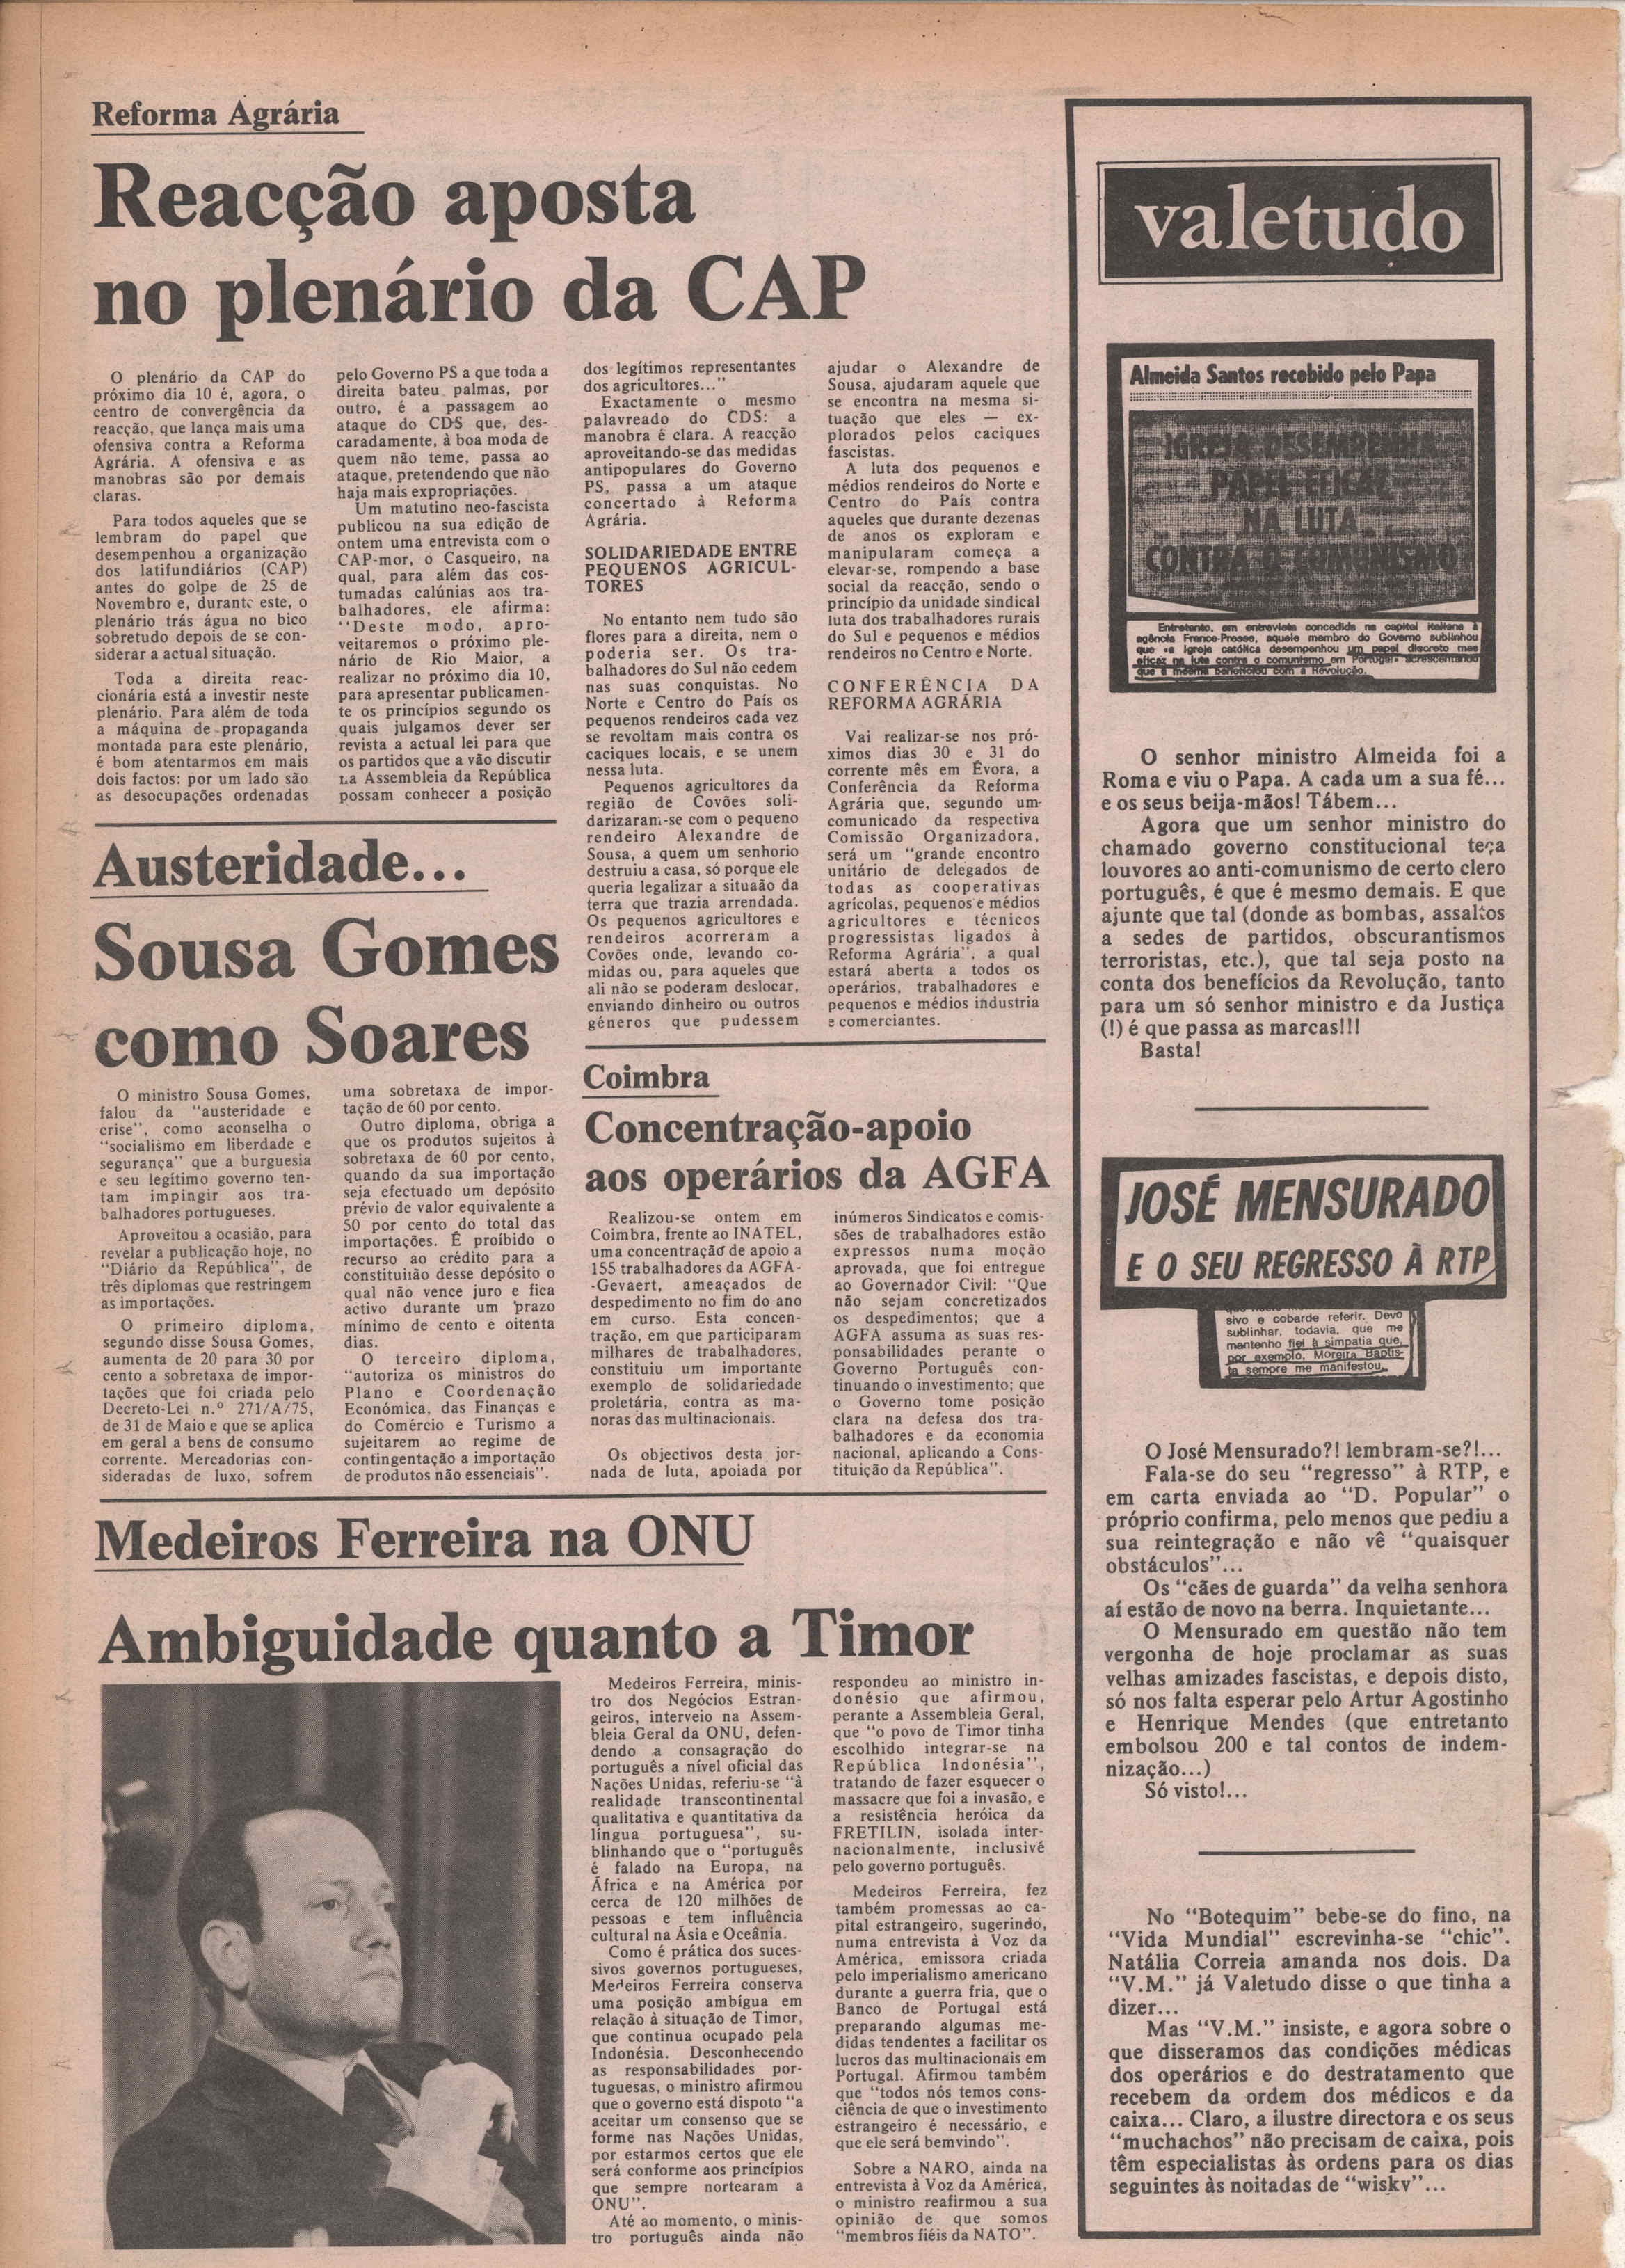 Reforma Agrária
Reacção aposta
no plenário da CAP
O plenário da CAP do
próximo dia 10 é, agora, o
centro de convergência da
reacção, que lança mais uma
ofensiva contra a Reforma
Agrária. A ofensiva e as
manobras são por demais
claras.
Para todos aqueles que se
lembram do papel que
desempenhou a organização
dos latifundiários (CAP)
antes do golpe de 25 de
Novembro e, durante este, o
plenário trás água no bico
sobretudo depois de se con-
siderar a actual situação.
Toda a direita reac-
cionária está a investir neste
plenário. Para além de toda
a máquina de propaganda
montada para este plenário,
é bom atentarmos em mais
dois factos: por um lado são
as desocupações ordenadas
pelo Governo PS a que toda a
direita bateu palmas, por
outro, é a passagem ao
ataque do CDS que, des-
caradamente, à boa moda de
quem não teme, passa ao
ataque, pretendendo que não
haja mais expropriações.
Um matutino neo-fascista
publicou na sua edição de
ontem uma entrevista com o
CAP-mor, o Casqueiro, na
qual, para além das cos-
tumadas calúnias aos tra-
balhadores, ele afirma:
"Deste modo, apro-
veitaremos o próximo ple-
nário de Rio Maior, a
realizar no próximo dia 10,
para apresentar publicamen-
te os princípios segundo os
quais julgamos dever ser
revista a actual lei para que
os partidos que a vão discutir
na Assembleia da República
possam conhecer a posição
dos legítimos representantes
dos agricultores..."
Exactamente o mesmo
palavreado do CDS: a
manobra é clara. A reacção
aproveitando-se das medidas
antipopulares do Governo
PS, passa a um ataque
concertado à Reforma
Agrária.
SOLIDARIEDADE ENTRE
PEQUENOS AGRICUL-
TORES
No entanto nem tudo são
flores para a direita, nem o
poderia ser. Os tra-
balhadores do Sul não cedem
nas suas conquistas. No
Norte e Centro do País os
pequenos rendeiros cada vez
se revoltam mais contra os
caciques locais, e se unem
nessa luta.
Pequenos agricultores da
região de Covões soli-
darizaram-se com o pequeno
rendeiro Alexandre de
Sousa, a quem um senhorio
destruiu a casa, só porque ele
queria legalizar a situaão da
terra que trazia arrendada.
Os pequenos agricultores e
rendeiros acorreram a
Covões onde, levando co-
midas ou, para aqueles que
ali não se poderam deslocar,
enviando dinheiro ou outros
géneros que pudessem
ajudar o Alexandre de
Sousa, ajudaram aquele que
se encontra na mesma si-
tuação que eles — ex-
plorados pelos caciques
fascistas.
A luta dos pequenos e
médios rendeiros do Norte e
Centro do País contra
aqueles que durante dezenas
de anos os exploram e
manipularam começa a
elevar-se, rompendo a base
social da reacção, sendo o
princípio da unidade sindical
luta dos trabalhadores rurais
do Sul e pequenos e médios
rendeiros no Centro e Norte.
CONFERÊNCIA DA
REFORMA AGRÁRIA
Vai realizar-se nos pró-
ximos dias 30 e 31 do
corrente mês em Évora, a
Conferência da Reforma
Agrária que, segundo um
comunicado da respectiva
Comissão Organizadora,
será um "grande encontro
unitário de delegados de
todas as cooperativas
agrícolas, pequenos e médios
agricultores e técnicos
progressistas ligados à
Reforma Agrária", a qual
estará aberta a todos os
operários, trabalhadores e
pequenos e médios industria
e comerciantes.
Austeridade...
Sousa Gomes
como Soares
O ministro Sousa Gomes,
falou da "austeridade e
crise", como aconselha o
"socialismo em liberdade e
segurança" que a burguesia
e seu legítimo governo ten-
tam impingir aos tra-
balhadores portugueses.
Aproveitou a ocasião, para
revelar a publicação hoje, no
"Diário da República", de
três diplomas que restringem
as importações.
O primeiro diploma,
segundo disse Sousa Gomes,
aumenta de 20 para 30 por
cento a sobretaxa de impor-
tações que foi criada pelo
Decreto-Lei n.º 271/A/75,
de 31 de Maio e que se aplica
em geral a bens de consumo
corrente. Mercadorias con-
sideradas de luxo, sofrem
uma sobretaxa de impor-
tação de 60 por cento.
Outro diploma, obriga a
que os produtos sujeitos à
sobretaxa de 60 por cento,
quando da sua importação
seja efectuado um depósito
prévio de valor equivalente a
50 por cento do total das
importações. É proibido o
recurso ao crédito para a
constituiião desse depósito o
qual não vence juro e fica
activo durante um prazo
mínimo de cento e oitenta
dias.
O terceiro diploma,
"autoriza os ministros do
Plano e Coordenação
Económica, das Finanças e
do Comércio e Turismo a
sujeitarem ao regime de
contingentação a importação
de produtos não essenciais".
Coimbra
Concentração-apoio
aos operários da AGFA
Realizou-se ontem em
Coimbra, frente ao INATEL,
uma concentração de apoio a
155 trabalhadores da AGFA-
-Gevaert, ameaçados de
despedimento no fim do ano
em curso. Esta concen-
tração, em que participaram
milhares de trabalhadores,
constituiu um importante
exemplo de solidariedade
proletária, contra as ma-
noras das multinacionais.
Os objectivos desta jor-
nada de luta, apoiada por
inúmeros Sindicatos e comis-
sões de trabalhadores estão
expressos numa moção
aprovada, que foi entregue
ao Governador Civil: "Que
não sejam concretizados
os despedimentos; que a
AGFA assuma as suas res-
ponsabilidades perante o
Governo Português con-
tinuando o investimento; que
o Governo tome posição
clara na defesa dos tra-
balhadores e da economia
nacional, aplicando a Cons-
tituição da República".
Medeiros Ferreira na ONU
Ambiguidade quanto a Timor
Medeiros Ferreira, minis-
tro dos Negócios Estran-
geiros, interveio na Assem-
bleia Geral da ONU, defen-
dendo a consagração do
português a nível oficial das
Nações Unidas, referiu-se "à
realidade transcontinental
qualitativa e quantitativa da
língua portuguesa", su-
blinhando que o "português
é falado na Europa, na
África e na América por
cerca de 120 milhões de
pessoas e tem influência
cultural na Ásia e Oceânia.
Como é prática dos suces-
sivos governos portugueses,
Medeiros Ferreira conserva
uma posição ambígua em
relação à situação de Timor,
que continua ocupado pela
Indonésia. Desconhecendo
as responsabilidades por-
tuguesas, o ministro afirmou
que o governo está dispoto "a
aceitar um consenso que se
forme nas Nações Unidas,
por estarmos certos que ele
será conforme aos princípios
que sempre nortearam a
ONU".
Até ao momento, o minis-
tro português ainda não
respondeu ao ministro in-
donésio que afirmou,
perante a Assembleia Geral,
que "o povo de Timor tinha
escolhido integrar-se na
República Indonésia",
tratando de fazer esquecer o
massacre que foi a invasão, e
a resistência heróica da
FRETILIN, isolada inter-
nacionalmente, inclusivé
pelo governo português.
Medeiros Ferreira, fez
também promessas ao ca-
pital estrangeiro, sugerindo,
numa entrevista à Voz da
América, emissora criada
pelo imperialismo americano
durante a guerra fria, que o
Banco de Portugal está
preparando algumas me-
didas tendentes a facilitar os
lucros das multinacionais em
Portugal. Afirmou também
que "todos nós temos cons-
ciência de que o investimento
estrangeiro é necessário, e
que ele será bemvindo".
Sobre a NARO, ainda na
entrevista à Voz da América,
o ministro reafirmou a sua
opinião de que somos
"membros fiéis da NATO".
valetudo
Almeida Santos recebido pelo Papa
IGREJA DESEMPENHA
PAPEL EFICAZ
NA LUTA
CONTRA O COMUNISMO
Entretanto, em entrevista concedida na capital italiana à
agência France-Presse, aquele membro do Governo sublinhou
que «a Igreja católica desempenhou um papel discreto mas
eficaz na luta contra o comunismo em Portugal» acrescentando
que a mesma beneficiou com a Revolução.
O senhor ministro Almeida foi a
Roma e viu o Papa. A cada um a sua fé...
e os seus beija-mãos! Tábem...
Agora que um senhor ministro do
chamado governo constitucional teça
louvores ao anti-comunismo de certo clero
português, é que é mesmo demais. E que
ajunte que tal (donde as bombas, assaltos
a sedes de partidos, obscurantismos
terroristas, etc.), que tal seja posto na
conta dos benefícios da Revolução, tanto
para um só senhor ministro e da Justiça
(!) é que passa as marcas!!!
Basta!
JOSÉ MENSURADO
E O SEU REGRESSO À RTP
sivo e cobarde referir. Devo
sublinhar, todavia, que me
mantenho fiel à simpatia que,
por exemplo, Moreira Baptis-
ta sempre me manifestou.
O José Mensurado?! lembram-se?!...
Fala-se do seu "regresso" à RTP, e
em carta enviada ao "D. Popular" o
próprio confirma, pelo menos que pediu a
sua reintegração e não vê "quaisquer
obstáculos"...
Os "cães de guarda" da velha senhora
aí estão de novo na berra. Inquietante...
O Mensurado em questão não tem
vergonha de hoje proclamar as suas
velhas amizades fascistas, e depois disto,
só nos falta esperar pelo Artur Agostinho
e Henrique Mendes (que entretanto
embolsou 200 e tal contos de indem-
nização...)
Só visto!...
No "Botequim" bebe-se do fino, na
"Vida Mundial" escrevinha-se "chic".
Natália Correia amanda nos dois. Da
"V.M." já Valetudo disse o que tinha a
dizer...
Mas "V.M." insiste, e agora sobre o
que disseramos das condições médicas
dos operários e do destratamento que
recebem da ordem dos médicos e da
caixa... Claro, a ilustre directora e os seus
"muchachos" não precisam de caixa, pois
têm especialistas às ordens para os dias
seguintes às noitadas de "wisky"...